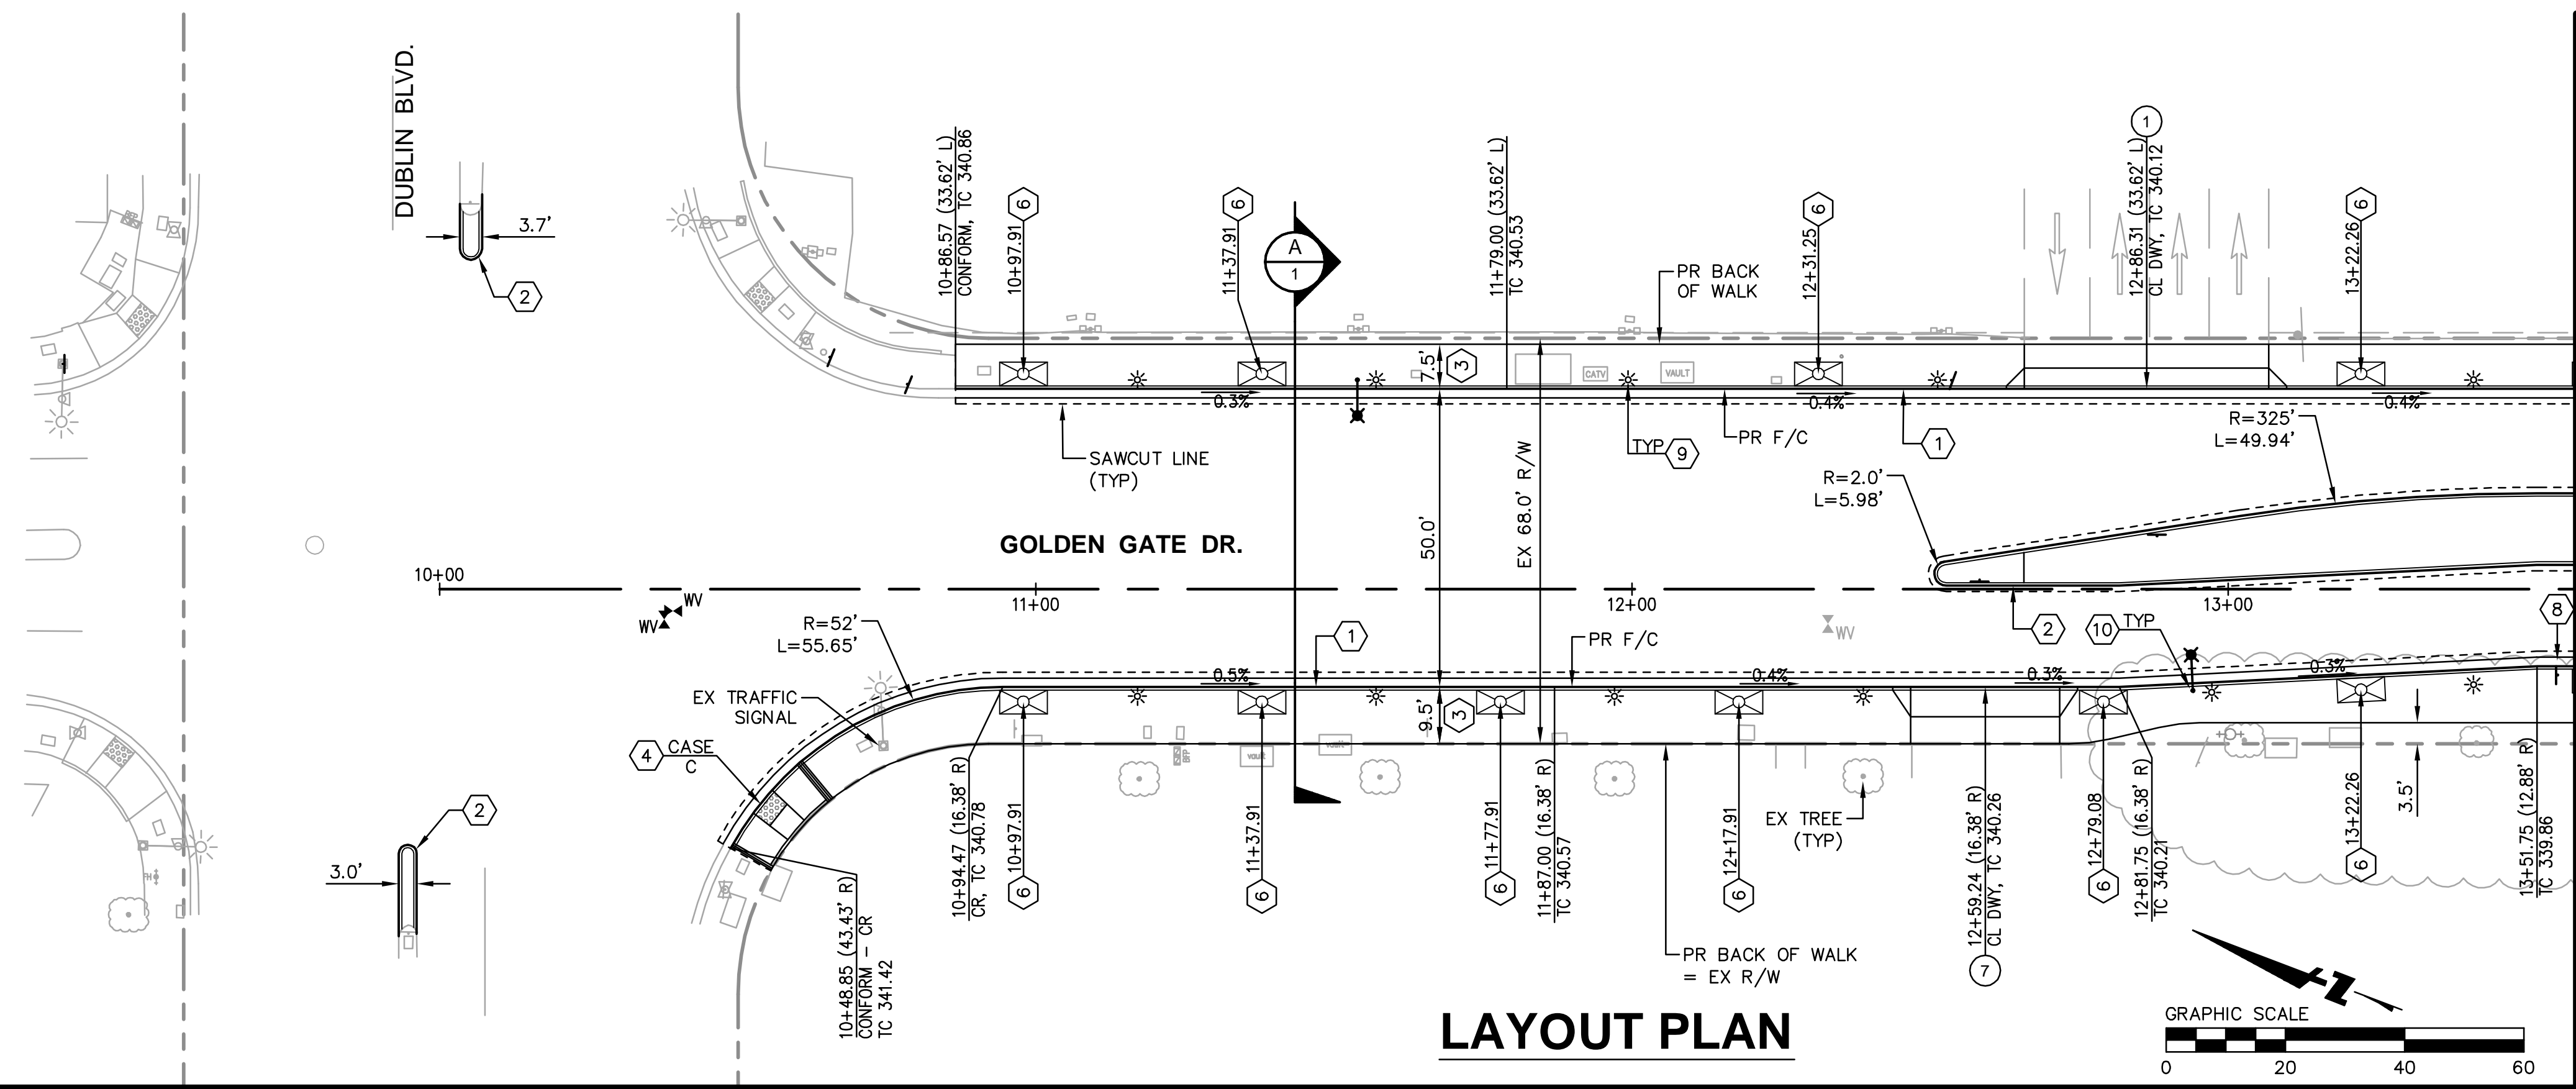 DUBLIN BLVD.
3.7'
2
10+86.57 (33.62' L)
CONFORM, TC 340.86
6
10+97.91
6
11+37.91
A
1
11+79.00 (33.62' L)
TC 340.53
PR BACK
OF WALK
6
12+31.25
1
12+86.31 (33.62' L)
CL DWY, TC 340.12
6
13+22.26
7.5'
3
CATV
VAULT
0.3%
0.4%
0.4%
SAWCUT LINE
(TYP)
TYP
9
PR F/C
1
R=325'
L=49.94'
R=2.0'
L=5.98'
EX 68.0' R/W
50.0'
GOLDEN GATE DR.
10+00
11+00
12+00
13+00
WV
WV
WV
R=52'
L=55.65'
1
PR F/C
2
10
TYP
8
EX TRAFFIC
SIGNAL
0.5%
0.4%
0.3%
0.3%
4
CASE
C
9.5'
3
BFP
VAULT
VAULT
2
3.0'
10+48.85 (43.43' R)
CONFORM - CR
TC 341.42
10+94.47 (16.38' R)
CR, TC 340.78
10+97.91
6
11+37.91
6
11+77.91
6
11+87.00 (16.38' R)
TC 340.57
12+17.91
6
EX TREE
(TYP)
12+59.24 (16.38' R)
CL DWY, TC 340.26
7
12+79.08
6
12+81.75 (16.38' R)
TC 340.21
13+22.26
6
3.5'
13+51.75 (12.88' R)
TC 339.86
PR BACK OF WALK
= EX R/W
LAYOUT PLAN
N
GRAPHIC SCALE
0 20 40 60